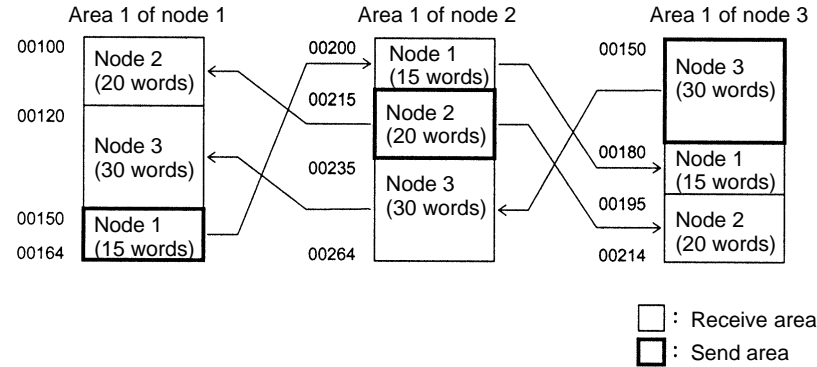 Area 1 of node 1
Area 1 of node 2
Area 1 of node 3
00100
Node 2
(20 words)
00120
Node 3
(30 words)
00150
Node 1
(15 words)
00164
00200
Node 1
(15 words)
00215
Node 2
(20 words)
00235
Node 3
(30 words)
00264
00150
Node 3
(30 words)
00180
Node 1
(15 words)
00195
Node 2
(20 words)
00214
: Receive area
: Send area